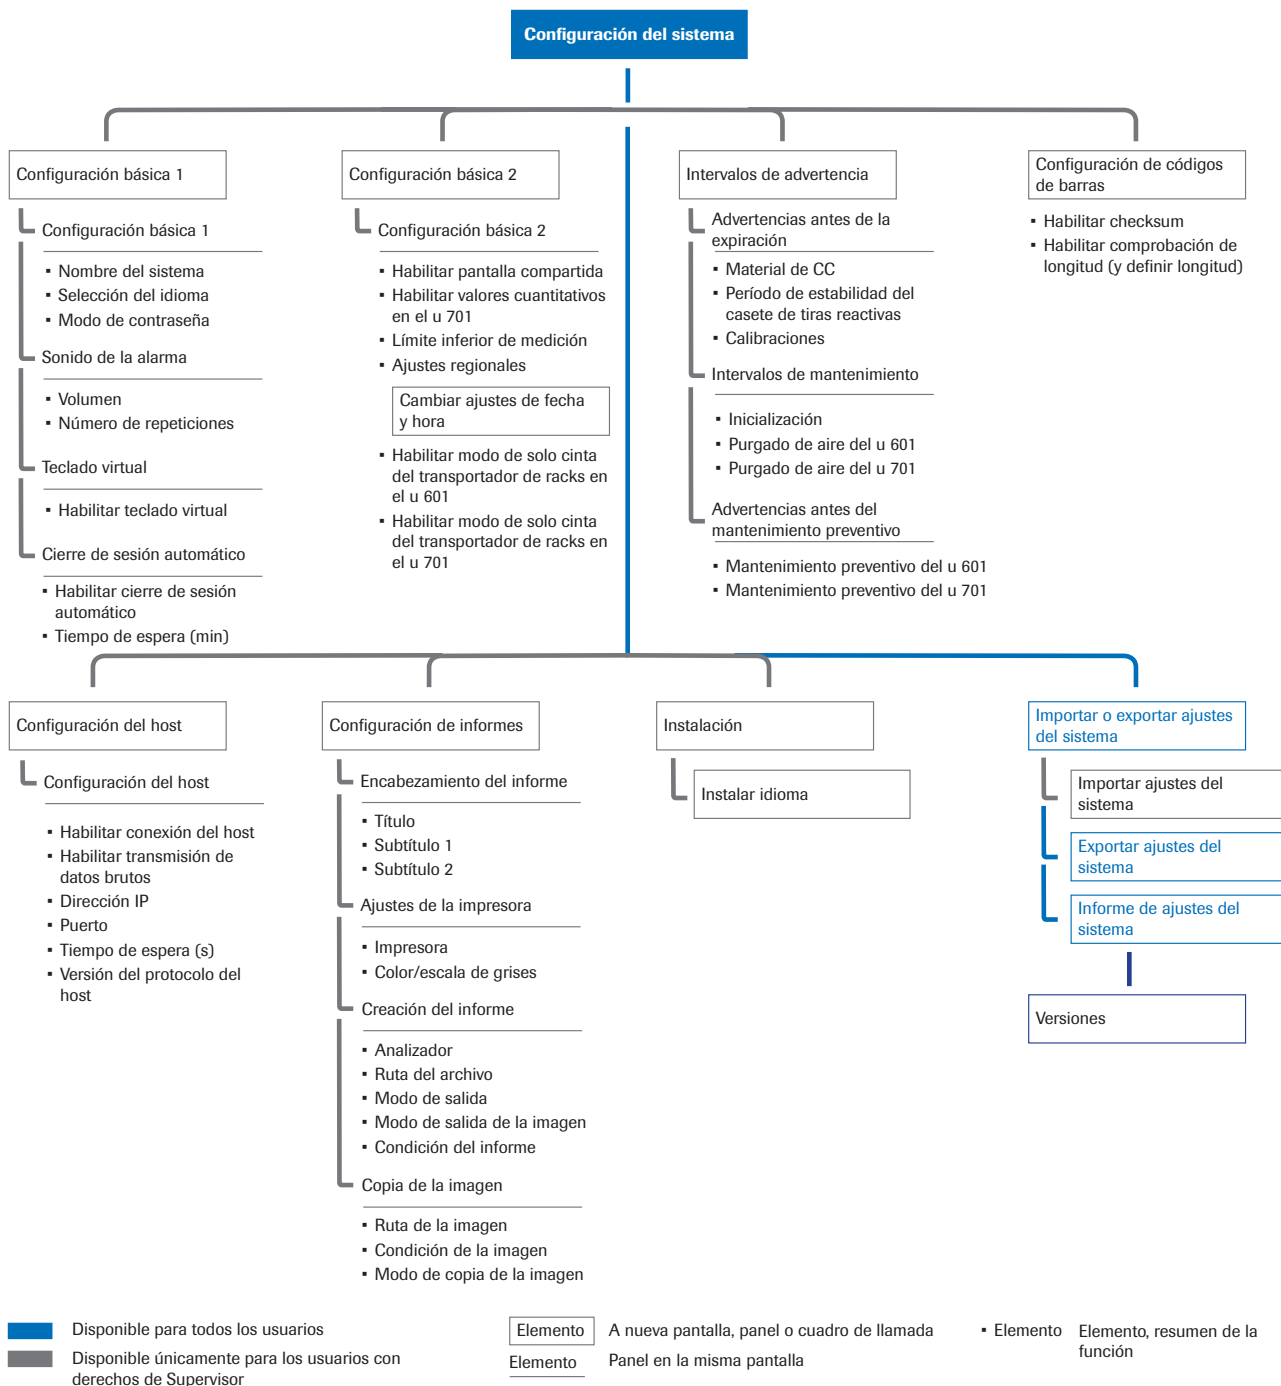 Configuración del sistema
Configuración básica 1
Configuración básica 1
▪ Nombre del sistema
▪ Selección del idioma
▪ Modo de contraseña
Sonido de la alarma
▪ Volumen
▪ Número de repeticiones
Teclado virtual
▪ Habilitar teclado virtual
Cierre de sesión automático
▪ Habilitar cierre de sesión
automático
▪ Tiempo de espera (min)
Configuración básica 2
Configuración básica 2
▪ Habilitar pantalla compartida
▪ Habilitar valores cuantitativos
en el u 701
▪ Límite inferior de medición
▪ Ajustes regionales
Cambiar ajustes de fecha
y hora
▪ Habilitar modo de solo cinta
del transportador de racks en
el u 601
▪ Habilitar modo de solo cinta
del transportador de racks en
el u 701
Intervalos de advertencia
Advertencias antes de la
expiración
▪ Material de CC
▪ Período de estabilidad del
casete de tiras reactivas
▪ Calibraciones
Intervalos de mantenimiento
▪ Inicialización
▪ Purgado de aire del u 601
▪ Purgado de aire del u 701
Advertencias antes del
mantenimiento preventivo
▪ Mantenimiento preventivo del u 601
▪ Mantenimiento preventivo del u 701
Configuración de códigos
de barras
▪ Habilitar checksum
▪ Habilitar comprobación de
longitud (y definir longitud)
Configuración del host
Configuración del host
▪ Habilitar conexión del host
▪ Habilitar transmisión de
datos brutos
▪ Dirección IP
▪ Puerto
▪ Tiempo de espera (s)
▪ Versión del protocolo del
host
Configuración de informes
Encabezamiento del informe
▪ Título
▪ Subtítulo 1
▪ Subtítulo 2
Ajustes de la impresora
▪ Impresora
▪ Color/escala de grises
Creación del informe
▪ Analizador
▪ Ruta del archivo
▪ Modo de salida
▪ Modo de salida de la imagen
▪ Condición del informe
Copia de la imagen
▪ Ruta de la imagen
▪ Condición de la imagen
▪ Modo de copia de la imagen
Instalación
Instalar idioma
Importar o exportar ajustes
del sistema
Importar ajustes del
sistema
Exportar ajustes del
sistema
Informe de ajustes del
sistema
Versiones
Disponible para todos los usuarios
Disponible únicamente para los usuarios con
derechos de Supervisor
Elemento A nueva pantalla, panel o cuadro de llamada
Elemento Panel en la misma pantalla
▪ Elemento Elemento, resumen de la
función